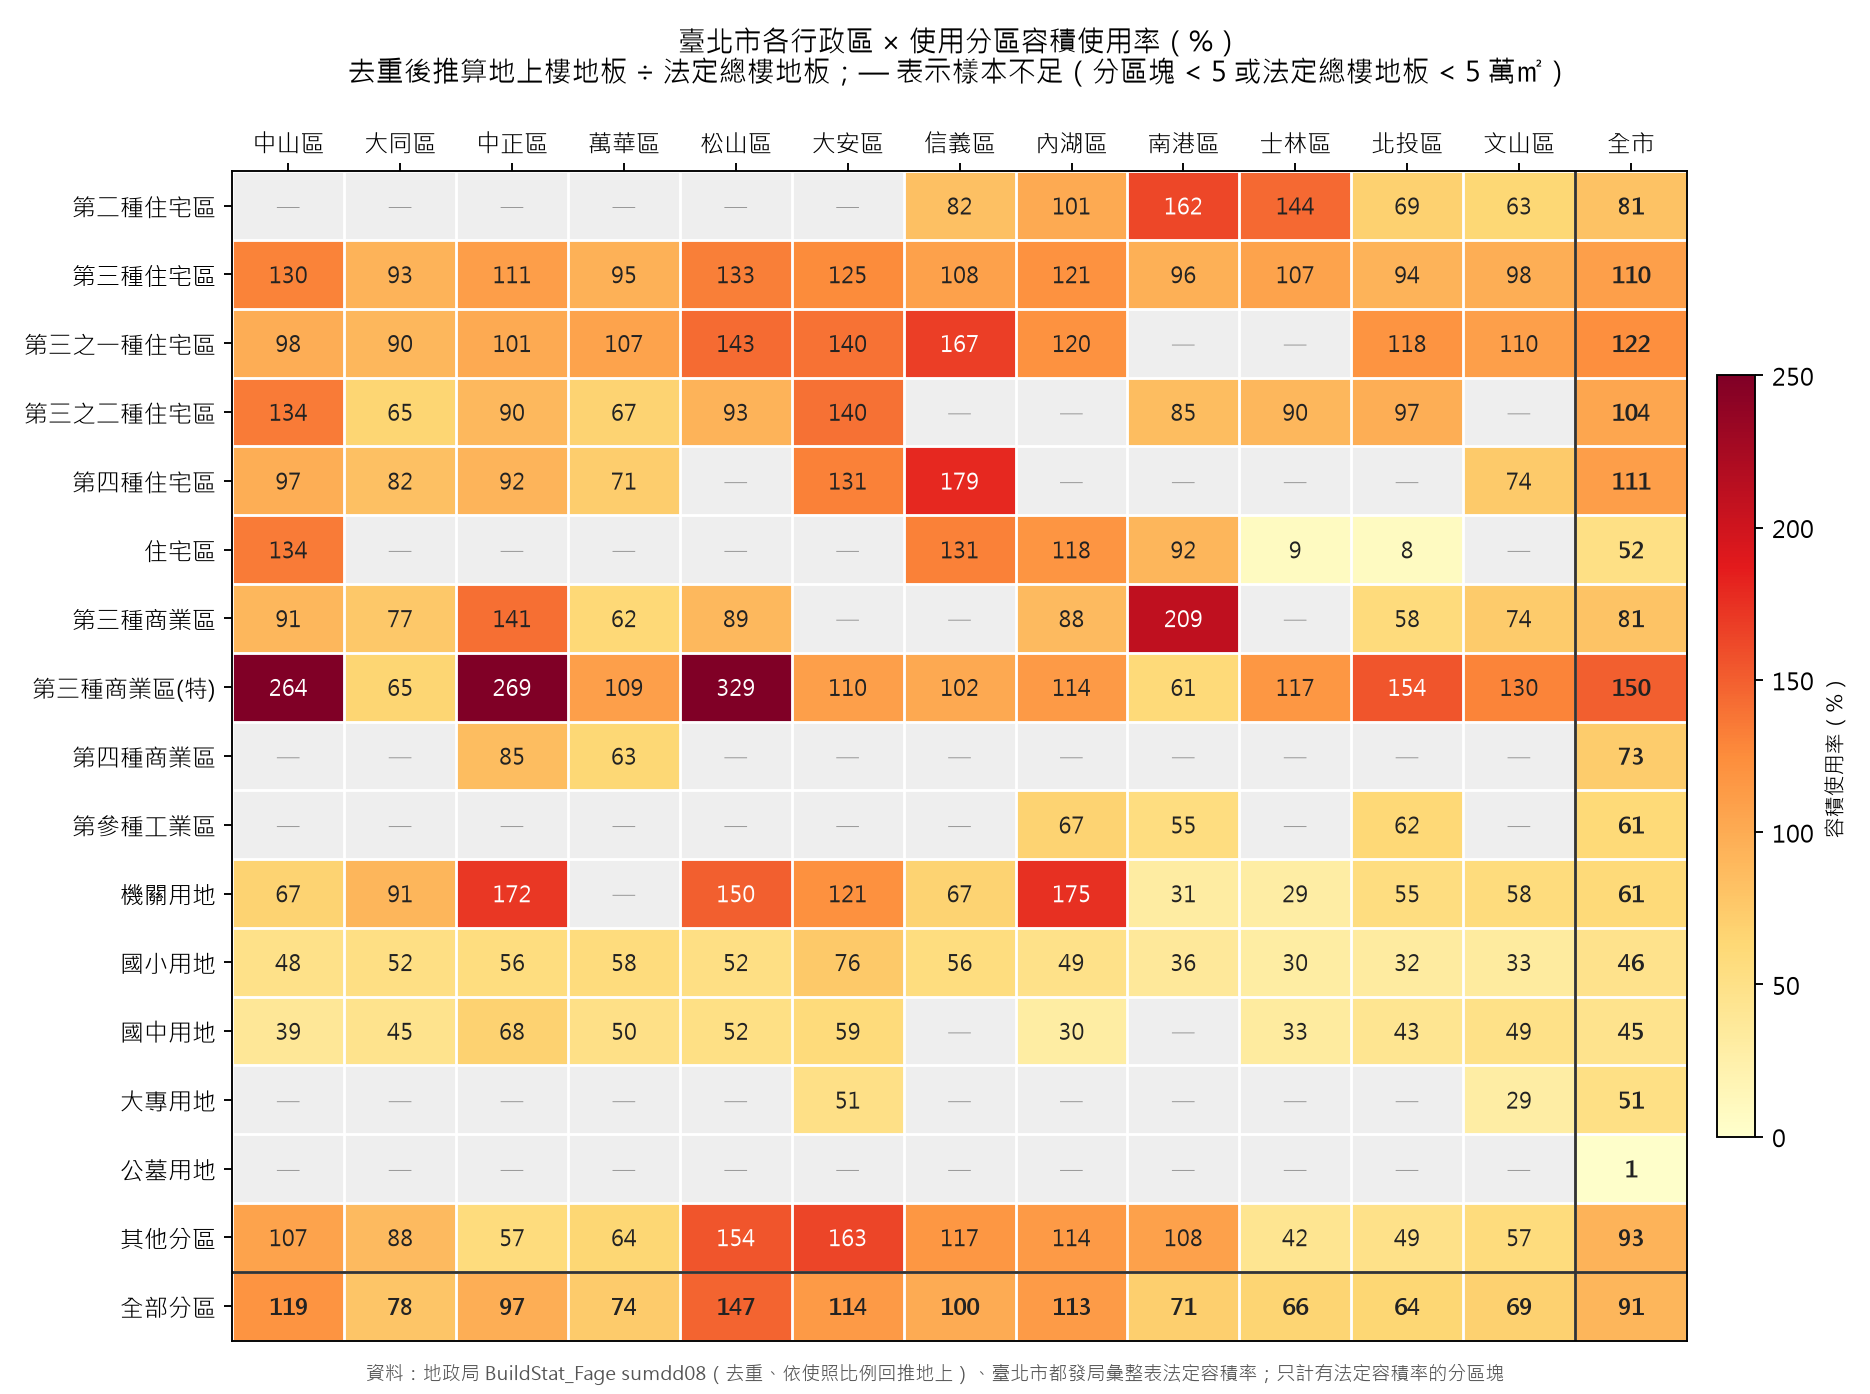 臺北市各行政區 × 使用分區容積使用率（%）
去重後推算地上樓地板 ÷ 法定總樓地板；— 表示樣本不足（分區塊 < 5 或法定總樓地板 < 5 萬㎡）
中山區 大同區 中正區 萬華區 松山區 大安區 信義區 內湖區 南港區 士林區 北投區 文山區 全市
第二種住宅區 — — — — — — 82 101 162 144 69 63 81
第三種住宅區 130 93 111 95 133 125 108 121 96 107 94 98 110
第三之一種住宅區 98 90 101 107 143 140 167 120 — — 118 110 122
第三之二種住宅區 134 65 90 67 93 140 — — 85 90 97 — 104
第四種住宅區 97 82 92 71 — 131 179 — — — — 74 111
住宅區 134 — — — — — 131 118 92 9 8 — 52
第三種商業區 91 77 141 62 89 — — 88 209 — 58 74 81
第三種商業區(特) 264 65 269 109 329 110 102 114 61 117 154 130 150
第四種商業區 — — 85 63 — — — — — — — — 73
第參種工業區 — — — — — — — 67 55 — 62 — 61
機關用地 67 91 172 — 150 121 67 175 31 29 55 58 61
國小用地 48 52 56 58 52 76 56 49 36 30 32 33 46
國中用地 39 45 68 50 52 59 — 30 — 33 43 49 45
大專用地 — — — — — 51 — — — — — 29 51
公墓用地 — — — — — — — — — — — — 1
其他分區 107 88 57 64 154 163 117 114 108 42 49 57 93
全部分區 119 78 97 74 147 114 100 113 71 66 64 69 91
250
200
150
100
50
0
容積使用率（%）
資料：地政局 BuildStat_Fage sumdd08（去重、依使照比例回推地上）、臺北市都發局彙整表法定容積率；只計有法定容積率的分區塊